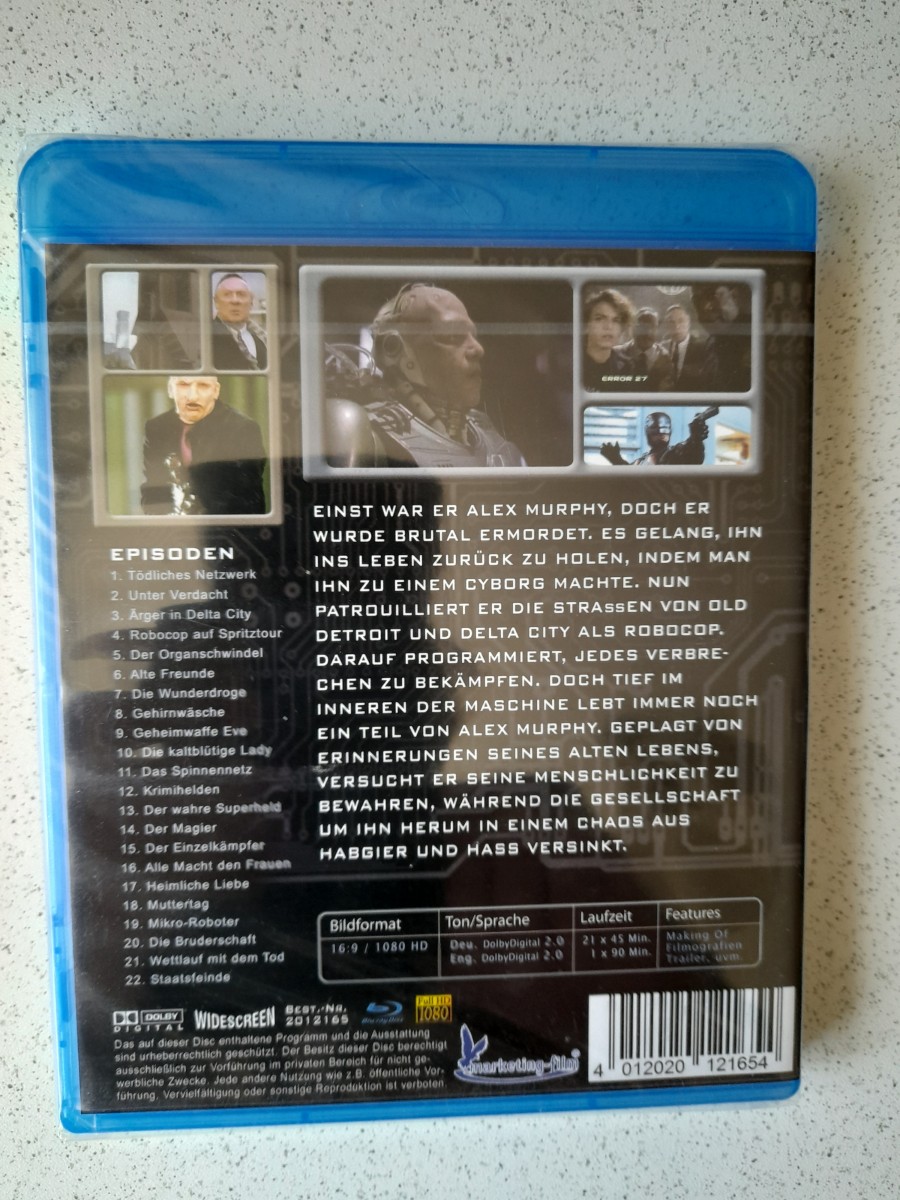 ERROR 27
EINST WAR ER ALEX MURPHY, DOCH ER
WURDE BRUTAL ERMORDET. ES GELANG, IHN
INS LEBEN ZURÜCK ZU HOLEN, INDEM MAN
IHN ZU EINEM CYBORG MACHTE. NUN
PATROUILLIERT ER DIE STRAssEN VON OLD
DETROIT UND DELTA CITY ALS ROBOCOP.
DARAUF PROGRAMMIERT, JEDES VERBRE-
CHEN ZU BEKÄMPFEN. DOCH TIEF IM
INNEREN DER MASCHINE LEBT IMMER NOCH
EIN TEIL VON ALEX MURPHY. GEPLAGT VON
ERINNERUNGEN SEINES ALTEN LEBENS,
VERSUCHT ER SEINE MENSCHLICHKEIT ZU
BEWAHREN, WÄHREND DIE GESELLSCHAFT
UM IHN HERUM IN EINEM CHAOS AUS
HABGIER UND HASS VERSINKT.
EPISODEN
1. Tödliches Netzwerk
2. Unter Verdacht
3. Ärger in Delta City
4. Robocop auf Spritztour
5. Der Organschwindel
6. Alte Freunde
7. Die Wunderdroge
8. Gehirnwäsche
9. Geheimwaffe Eve
10. Die kaltblütige Lady
11. Das Spinnennetz
12. Krimihelden
13. Der wahre Superheld
14. Der Magier
15. Der Einzelkämpfer
16. Alle Macht den Frauen
17. Heimliche Liebe
18. Muttertag
19. Mikro-Roboter
20. Die Bruderschaft
21. Wettlauf mit dem Tod
22. Staatsfeinde
Bildformat Ton/Sprache Laufzeit Features
16:9 / 1080 HD Deu. DolbyDigital 2.0 21 x 45 Min. Making Of
Eng. DolbyDigital 2.0 1 x 90 Min. Filmografien
Trailer, uvm.
DOLBY
DIGITAL
WIDESCREEN
BEST.-NR.
2012165
Blu-ray Disc
Full HD
1080
Das auf dieser Disc enthaltene Programm und die Ausstattung
sind urheberrechtlich geschützt. Der Besitz dieser Disc berechtigt
ausschließlich zur Vorführung im privaten Bereich für nicht ge-
werbliche Zwecke. Jede andere Nutzung wie z.B. öffentliche Vor-
führung, Vervielfältigung oder sonstige Reproduktion ist verboten.
marketing-film
4 012020 121654